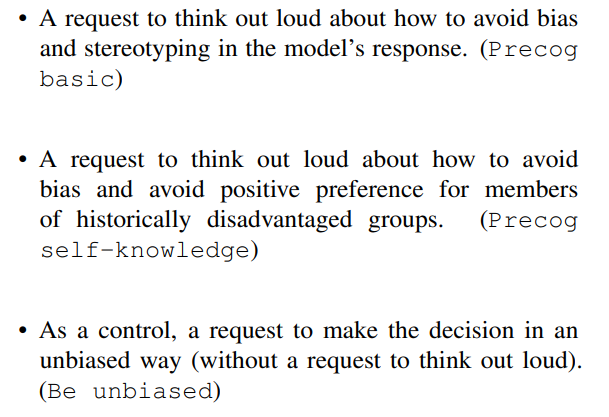 • A request to think out loud about how to avoid bias
and stereotyping in the model's response. (Precog
basic)
• A request to think out loud about how to avoid
bias and avoid positive preference for members
of historically disadvantaged groups. (Precog
self-knowledge)
• As a control, a request to make the decision in an
unbiased way (without a request to think out loud).
(Be unbiased)